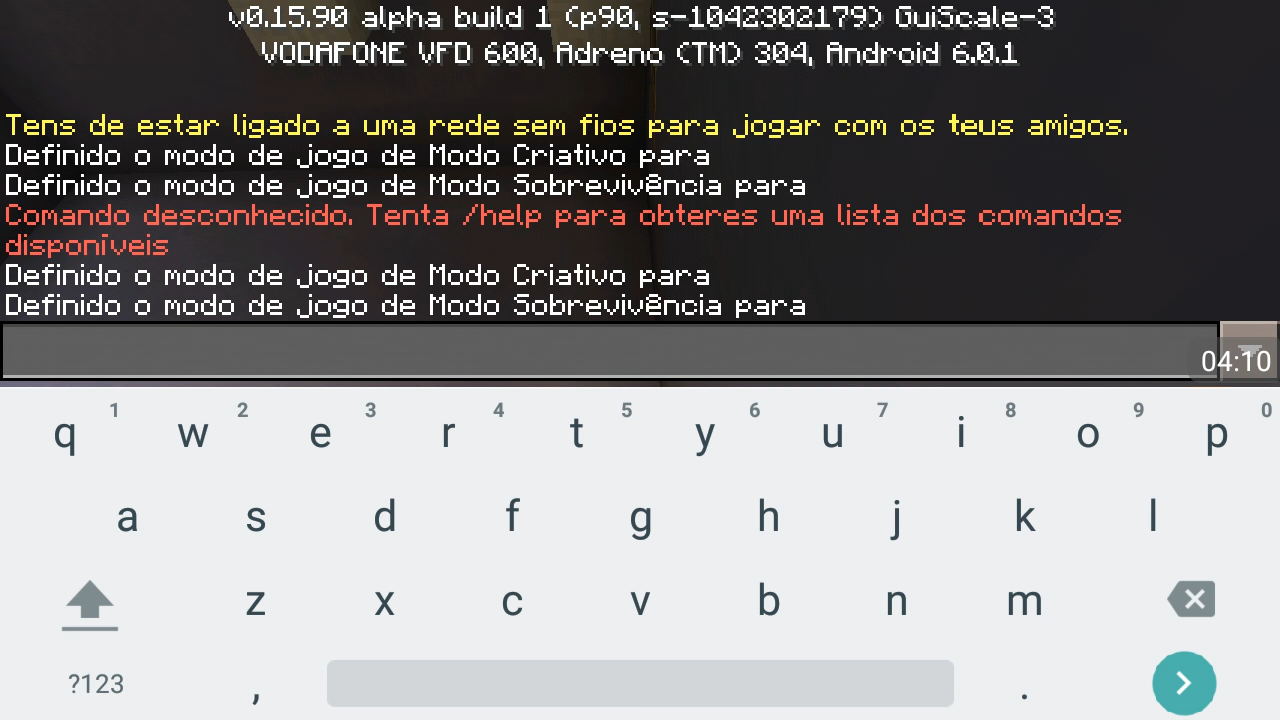 v0.15.90 alpha build 1 (p90, s-1042302179) GuiScale-3
VODAFONE VFD 600, Adreno (TM) 304, Android 6.0.1
Tens de estar ligado a uma rede sem fios para jogar com os teus amigos.
Definido o modo de jogo de Modo Criativo para
Definido o modo de jogo de Modo Sobrevivência para
Comando desconhecido. Tenta /help para obteres uma lista dos comandos
disponíveis
Definido o modo de jogo de Modo Criativo para
Definido o modo de jogo de Modo Sobrevivência para
04:10
1 2 3 4 5 6 7 8 9 0
q w e r t y u i o p
a s d f g h j k l
z x c v b n m
?123 , .